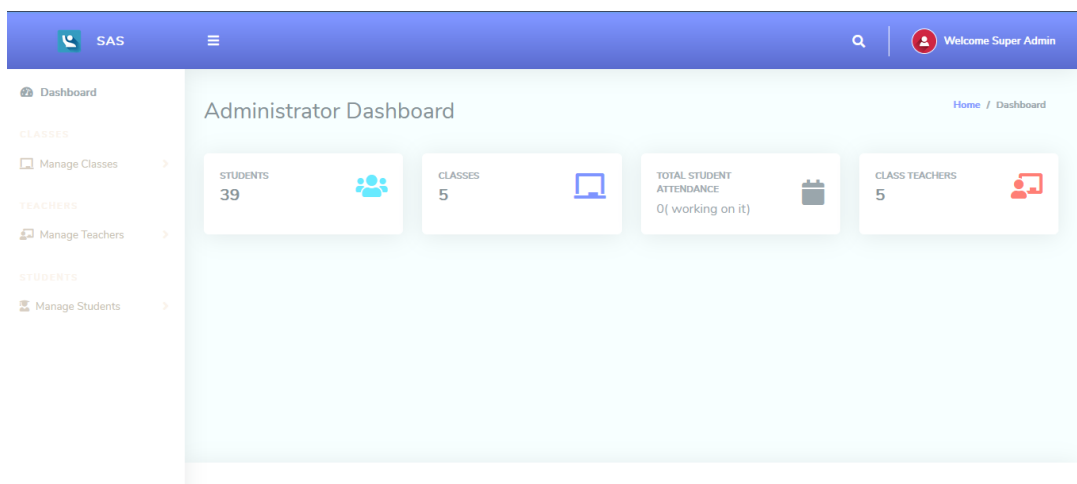 SAS
Welcome Super Admin
Dashboard
CLASSES
Manage Classes
TEACHERS
Manage Teachers
STUDENTS
Manage Students
Administrator Dashboard
Home / Dashboard
STUDENTS
39
CLASSES
5
TOTAL STUDENT
ATTENDANCE
0( working on it)
CLASS TEACHERS
5